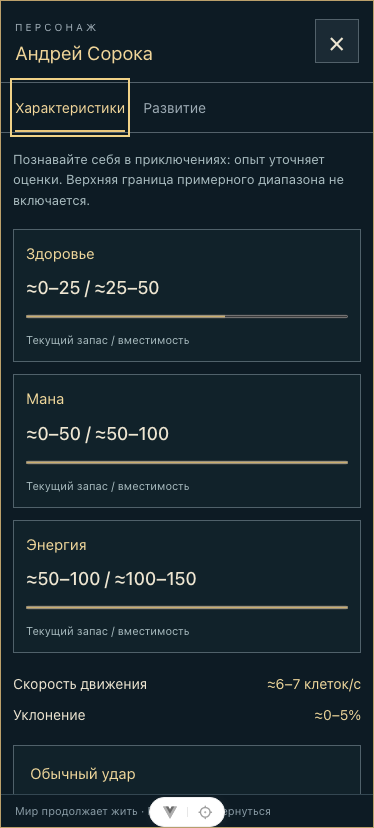 ПЕРСОНАЖ
Андрей Сорока
Характеристики Развитие
Познавайте себя в приключениях: опыт уточняет
оценки. Верхняя граница примерного диапазона не
включается.
Здоровье
≈0–25 / ≈25–50
Текущий запас / вместимость
Мана
≈0–50 / ≈50–100
Текущий запас / вместимость
Энергия
≈50–100 / ≈100–150
Текущий запас / вместимость
Скорость движения ≈6–7 клеток/с
Уклонение ≈0–5%
Обычный удар
Мир продолжает жить ·